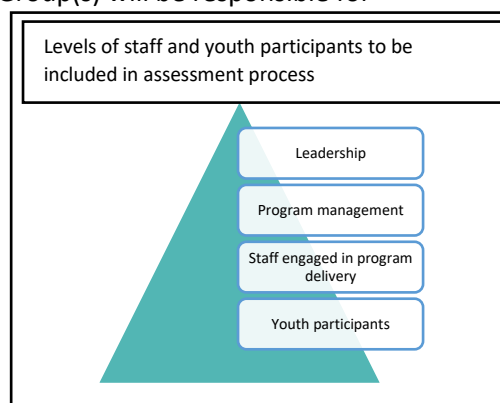 Group(s) will be responsible for
Levels of staff and youth participants to be
included in assessment process
Leadership
Program management
Staff engaged in program
delivery
Youth participants